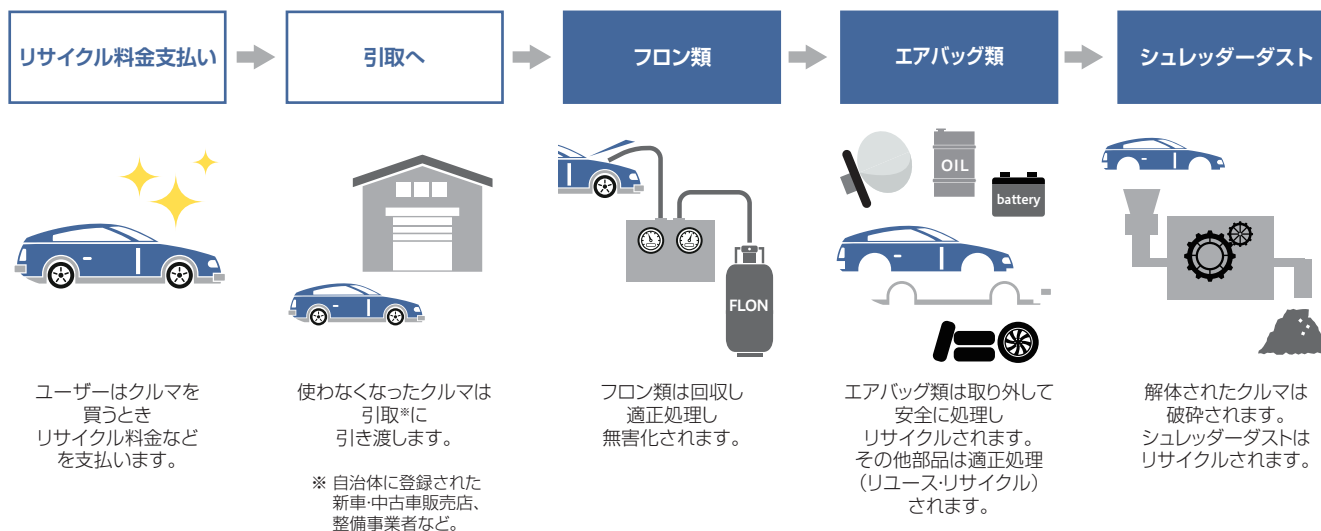 リサイクル料金支払い
引取へ
フロン類
エアバッグ類
シュレッダーダスト
FLON
OIL
battery
ユーザーはクルマを
買うとき
リサイクル料金など
を支払います。
使わなくなったクルマは
引取※に
引き渡します。
※ 自治体に登録された
新車・中古車販売店、
整備事業者など。
フロン類は回収し
適正処理し
無害化されます。
エアバッグ類は取り外して
安全に処理し
リサイクルされます。
その他部品は適正処理
（リユース・リサイクル）
されます。
解体されたクルマは
破砕されます。
シュレッダーダストは
リサイクルされます。